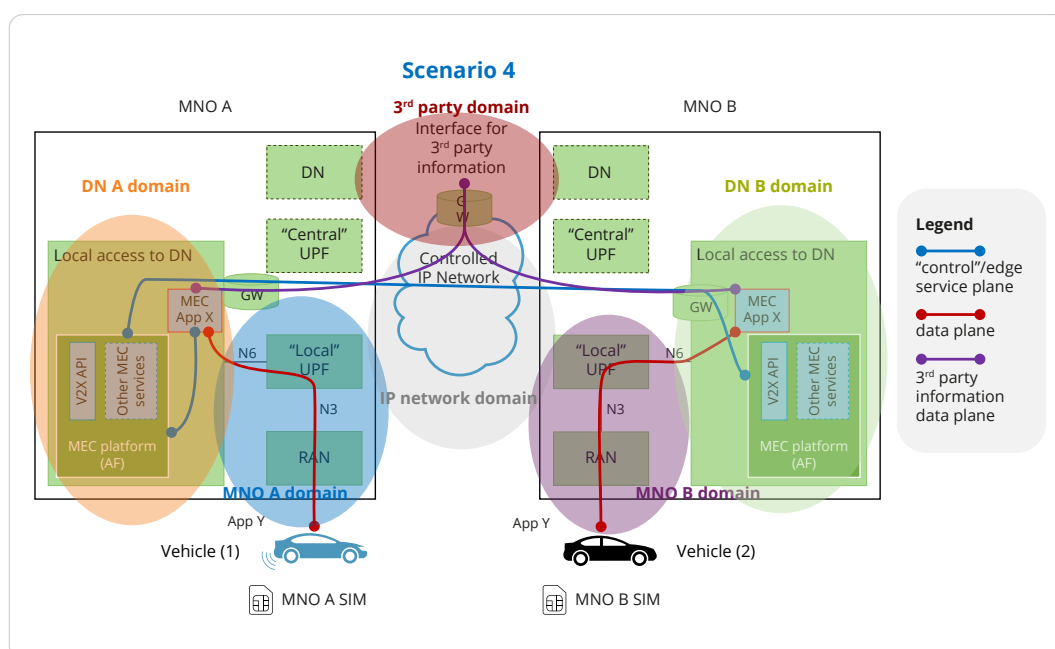 Scenario 4
MNO A
3rd party domain
MNO B
Interface for
3rd party
information
DN
DN
DN A domain
DN B domain
G
W
"Central"
UPF
"Central"
UPF
Local access to DN
Controlled
IP Network
Local access to DN
GW
MEC
App X
GW
MEC
App X
N6
"Local"
UPF
"Local"
UPF
N6
V2X API
Other MEC
services
V2X API
Other MEC
services
IP network domain
N3
N3
MEC platform
(AF)
RAN
RAN
MEC platform
(AF)
MNO A domain
MNO B domain
App Y
App Y
Vehicle (1)
Vehicle (2)
MNO A SIM
MNO B SIM
Legend
"control"/edge
service plane
data plane
3rd party
information
data plane